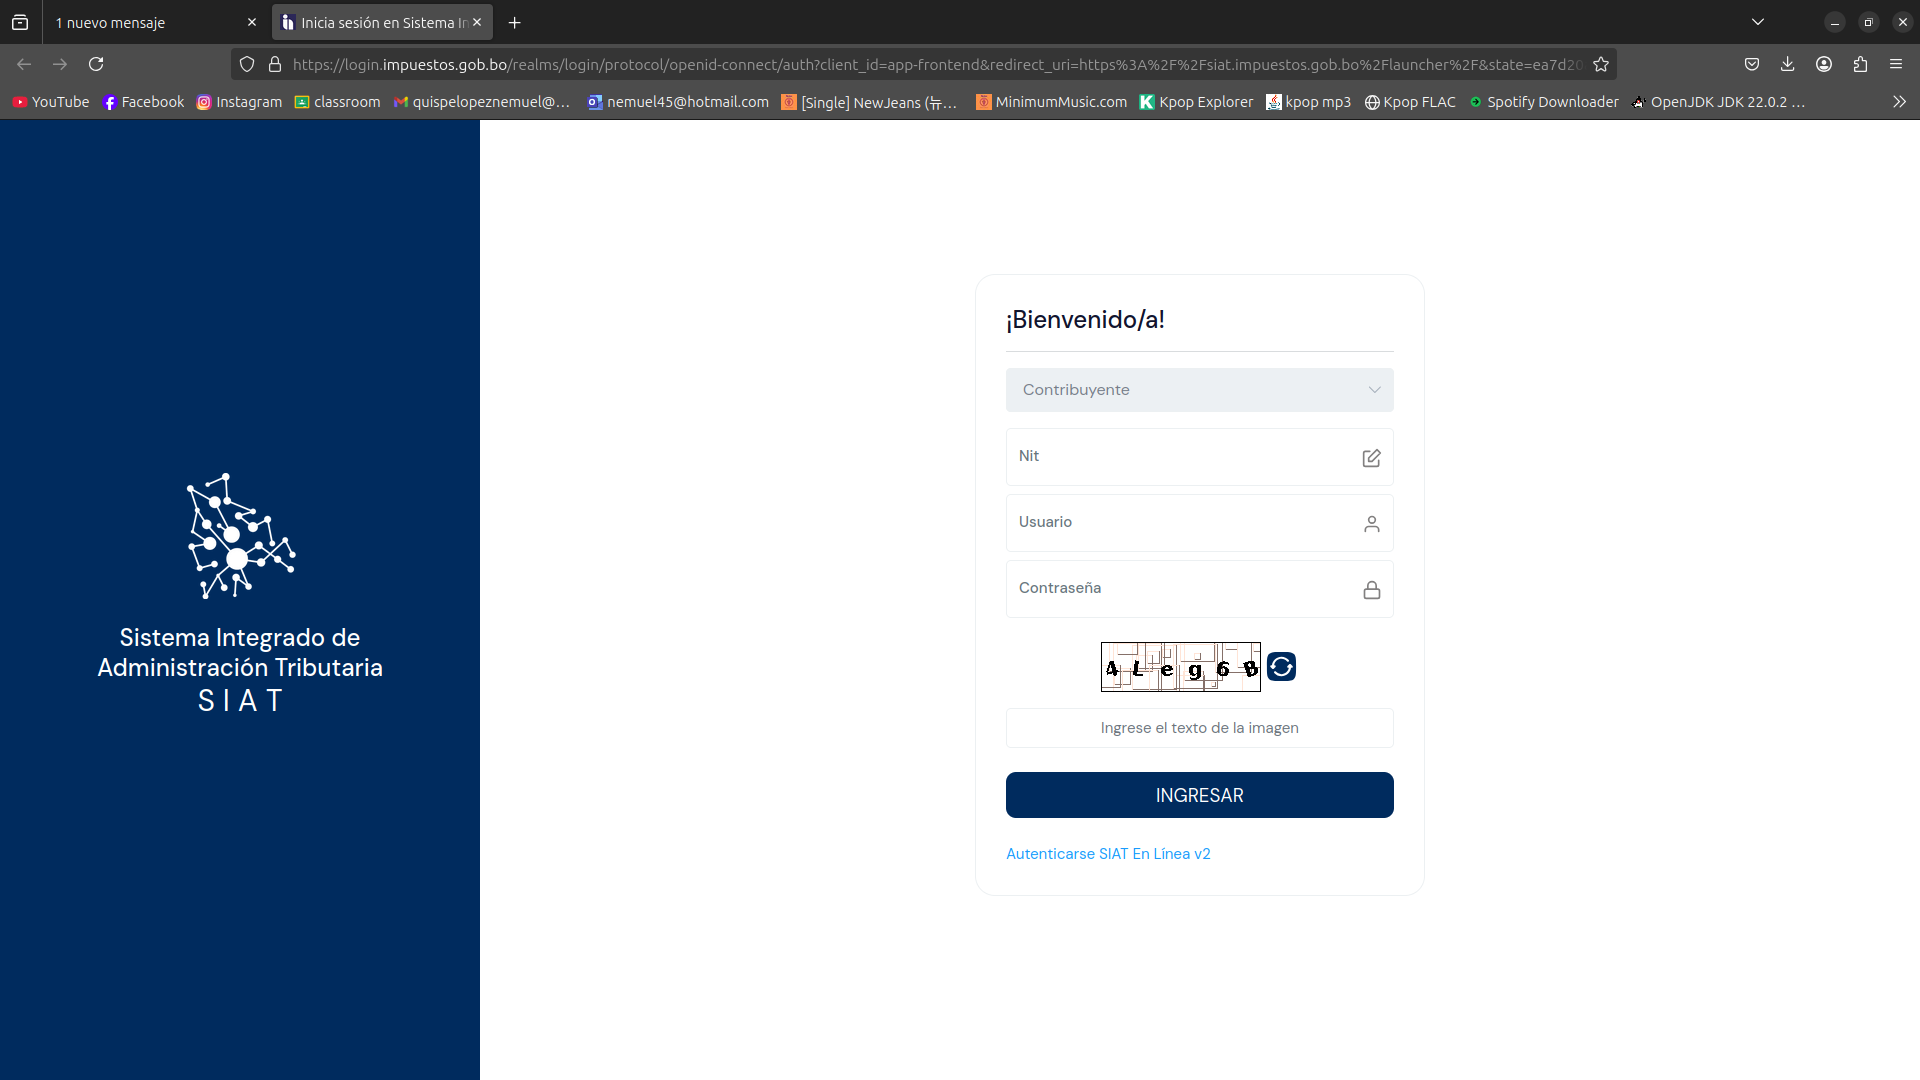 1 nuevo mensaje
Inicia sesión en Sistema In
https://login.impuestos.gob.bo/realms/login/protocol/openid-connect/auth?client_id=app-frontend&redirect_uri=https%3A%2F%2Fsiat.impuestos.gob.bo%2Flauncher%2F&state=ea7d20
YouTube Facebook Instagram classroom quispelopeznemuel@... nemuel45@hotmail.com [Single] NewJeans (뉴... MinimumMusic.com Kpop Explorer kpop mp3 Kpop FLAC Spotify Downloader OpenJDK JDK 22.0.2 ...
Sistema Integrado de
Administración Tributaria
SIAT
¡Bienvenido/a!
Contribuyente
Nit
Usuario
Contraseña
4Leg6B
Ingrese el texto de la imagen
INGRESAR
Autenticarse SIAT En Línea v2